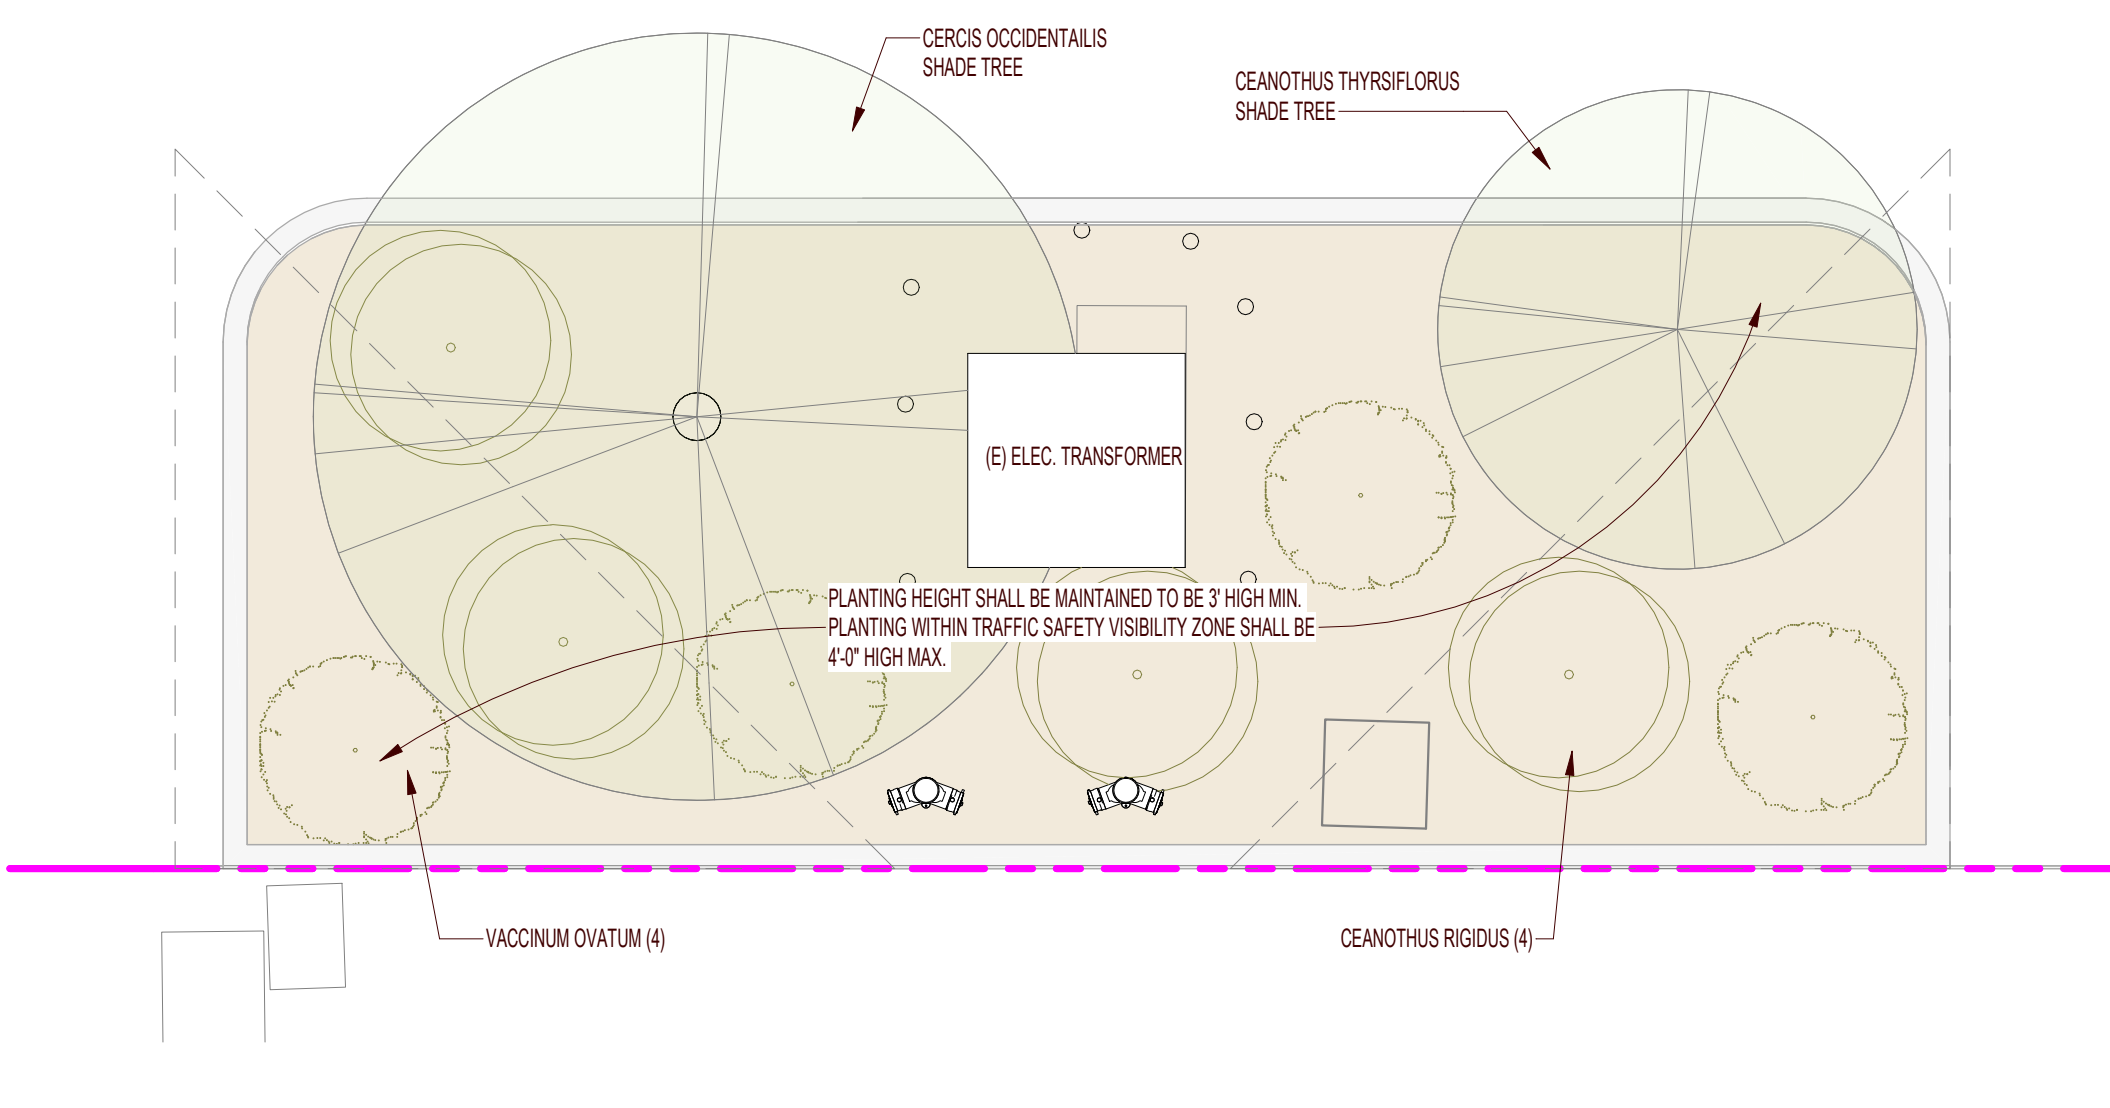 CERCIS OCCIDENTAILIS
SHADE TREE
CEANOTHUS THYRSIFLORUS
SHADE TREE
(E) ELEC. TRANSFORMER
PLANTING HEIGHT SHALL BE MAINTAINED TO BE 3' HIGH MIN.
PLANTING WITHIN TRAFFIC SAFETY VISIBILITY ZONE SHALL BE
4'-0" HIGH MAX.
VACCINUM OVATUM (4)
CEANOTHUS RIGIDUS (4)